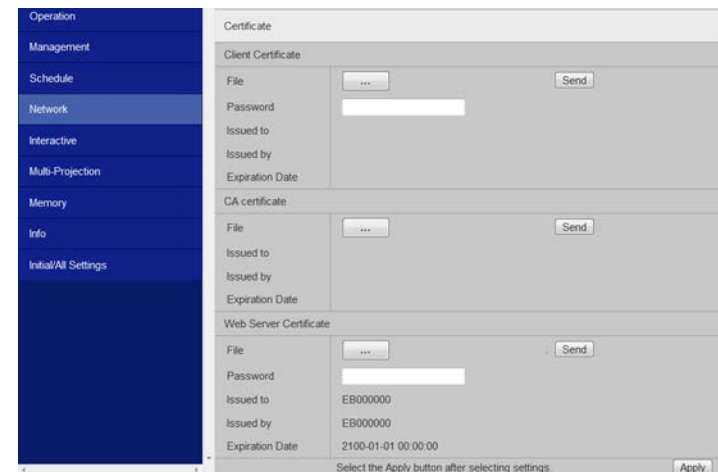 Operation
Management
Schedule
Network
Interactive
Multi-Projection
Memory
Info
Initial/All Settings
Certificate
Client Certificate
File ... Send
Password
Issued to
Issued by
Expiration Date
CA certificate
File ... Send
Issued to
Issued by
Expiration Date
Web Server Certificate
File ... Send
Password
Issued to EB000000
Issued by EB000000
Expiration Date 2100-01-01 00:00:00
Select the Apply button after selecting settings. Apply